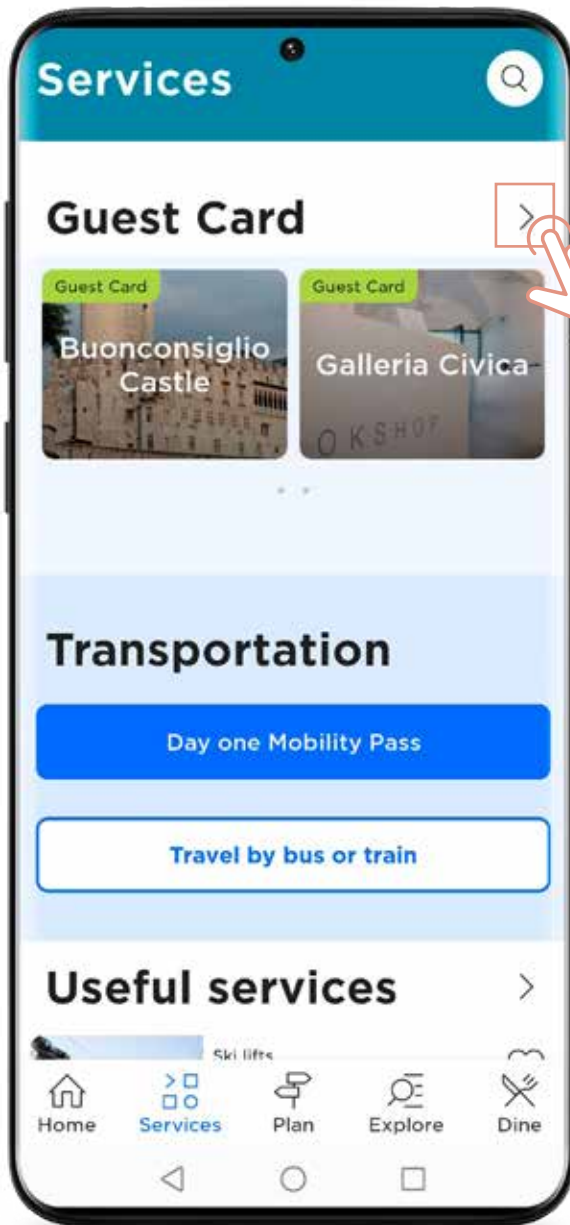 Services
Guest Card
Guest Card
Buonconsiglio
Castle
Guest Card
Galleria Civica
OKSHOP
Transportation
Day one Mobility Pass
Travel by bus or train
Useful services
Ski lifts
Home
Services
Plan
Explore
Dine